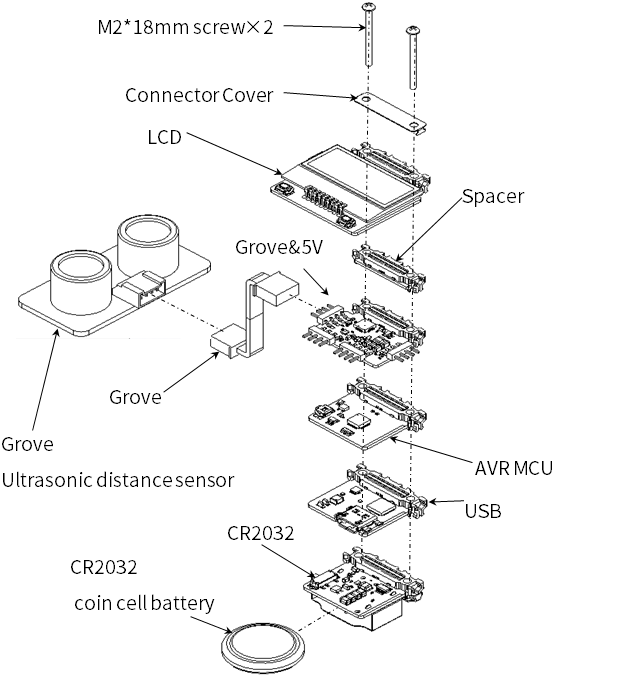 M2*18mm screw×2
Connector Cover
LCD
Spacer
Grove&5V
Grove
Grove
Ultrasonic distance sensor
AVR MCU
USB
CR2032
CR2032
coin cell battery